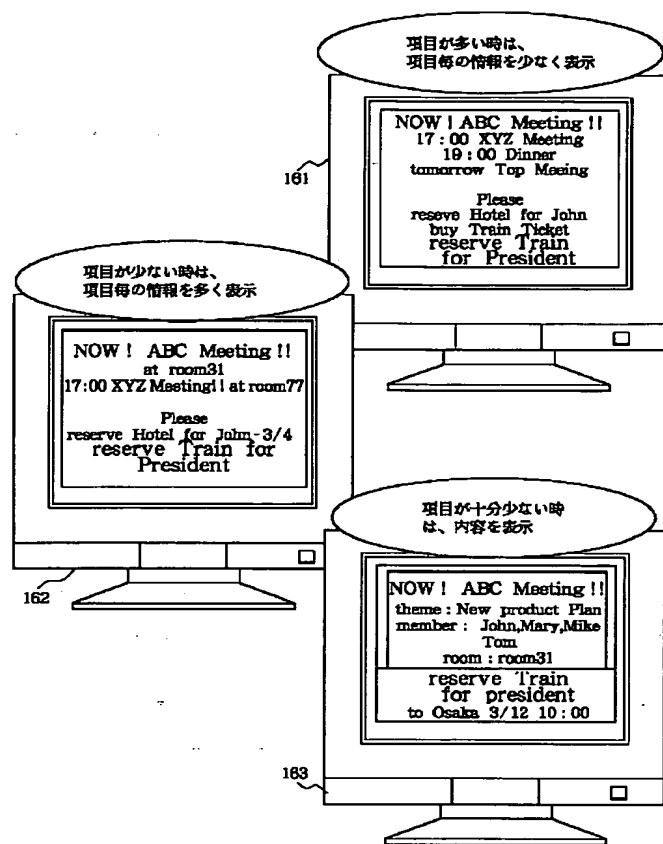 項目が多い時は、
項目毎の情報を少なく表示
NOW ! ABC Meeting !!
17 : 00 XYZ Meeting
19 : 00 Dinner
tomorrow Top Meeing
Please
reseve Hotel for John
buy Train Ticket
reserve Train
for President
161
項目が少ない時は、
項目毎の情報を多く表示
NOW ! ABC Meeting !!
at room31
17:00 XYZ Meeting!! at room77
Please
reserve Hotel for John-3/4
reserve Train for
President
162
項目が十分少ない時
は、内容を表示
NOW ! ABC Meeting !!
theme : New product Plan
member : John,Mary,Mike
Tom
room : room31
reserve Train
for president
to Osaka 3/12 10 : 00
163